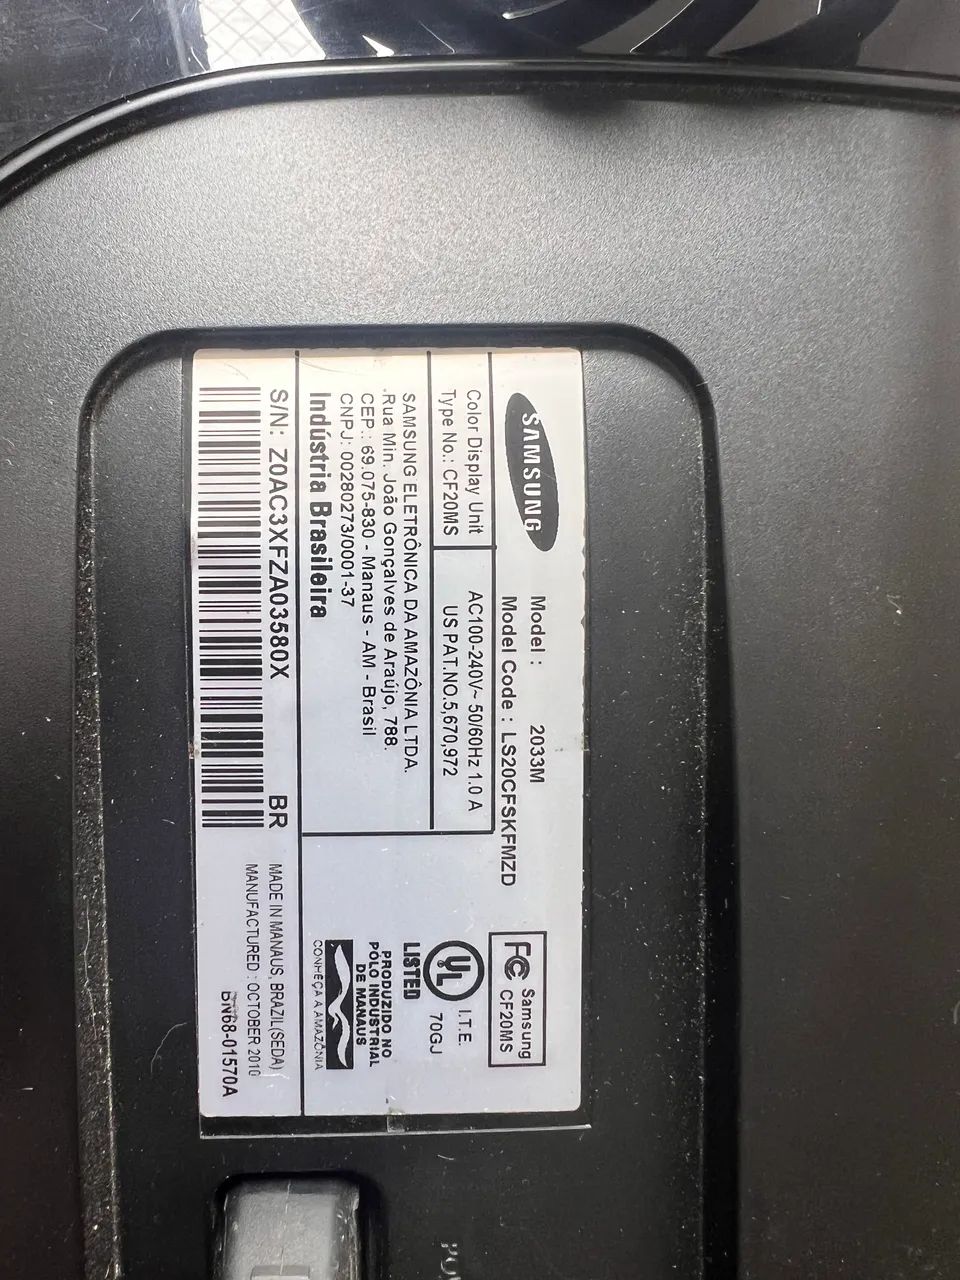 SAMSUNG
Model : 2033M
Model Code : LS20CFSKFMZD
FC Samsung
CF20MS
Color Display Unit
Type No.: CF20MS
AC100-240V~ 50/60Hz 1.0 A
US PAT.NO.5,670,972
UL I.T.E.
LISTED 70GJ
SAMSUNG ELETRÔNICA DA AMAZÔNIA LTDA.
.Rua Min. João Gonçalves de Araújo, 788.
CEP.: 69.075-830 - Manaus - AM - Brasil
CNPJ: 00280273/0001-37
Indústria Brasileira
PRODUZIDO NO
PÓLO INDUSTRIAL
DE MANAUS
CONHEÇA A AMAZÔNIA
S/N: Z0AC3XFZA03580X BR
MADE IN MANAUS, BRAZIL(SEDA)
MANUFACTURED : OCTOBER 2010
BN68-01570A